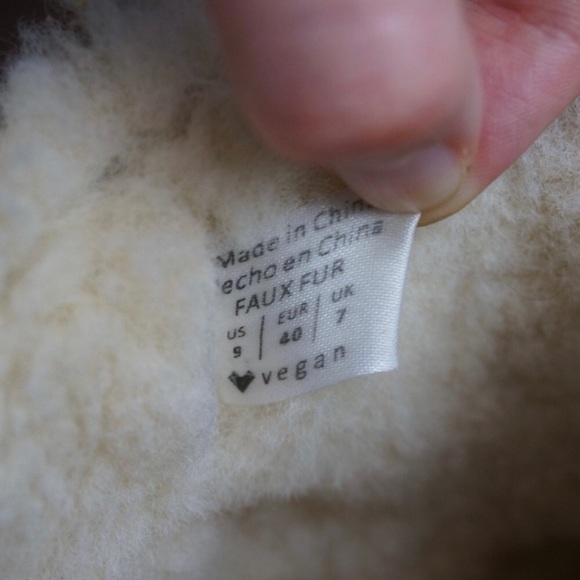 Made in China
echo en China
FAUX FUR
US | EUR | UK
9 | 40 | 7
vegan